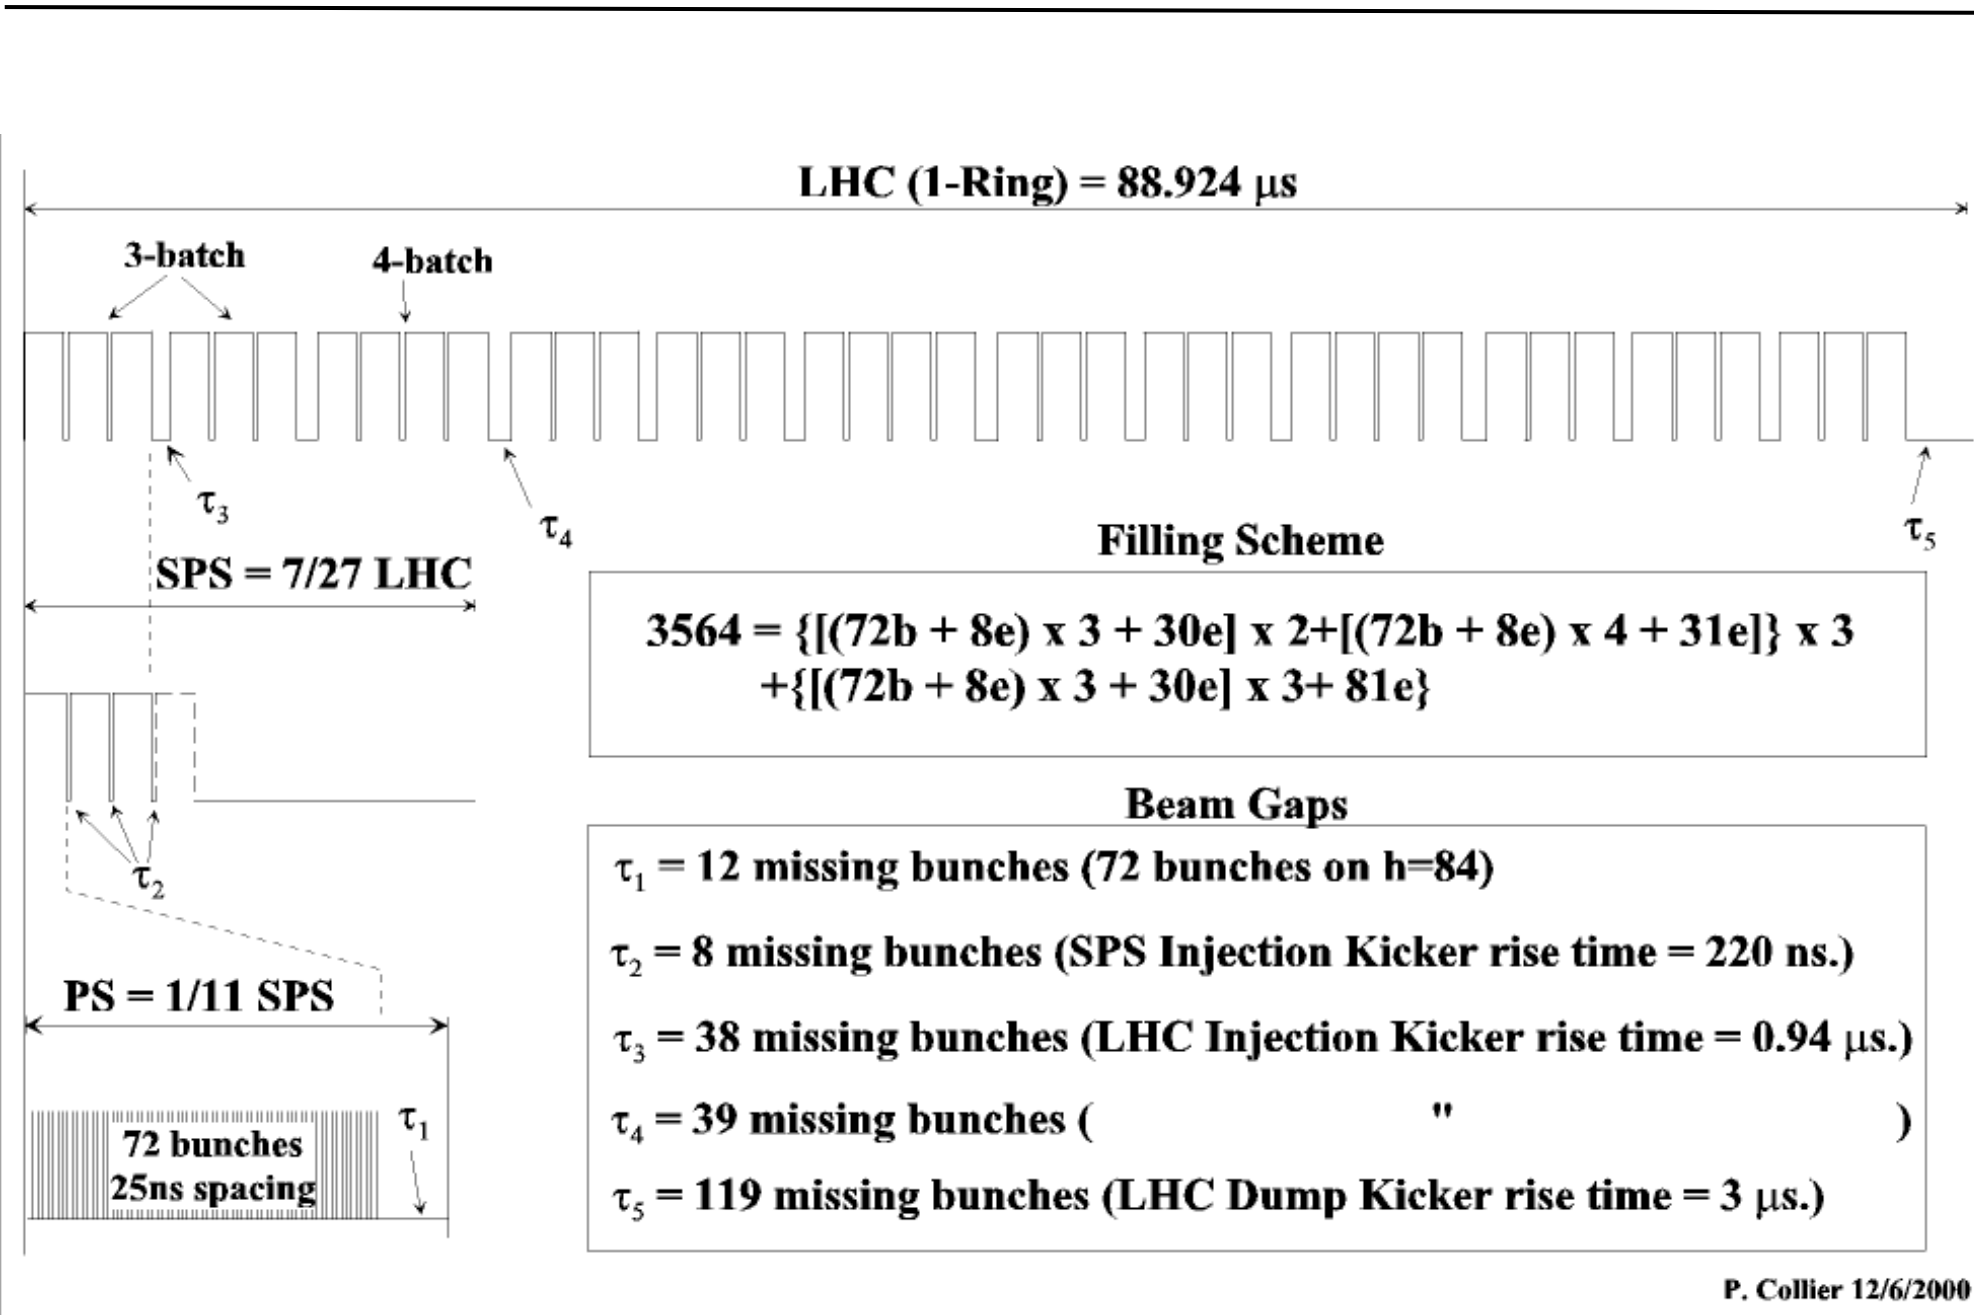 LHC (1-Ring) = 88.924 μs
3-batch
4-batch
τ3
τ4
τ5
SPS = 7/27 LHC
Filling Scheme
3564 = {[(72b + 8e) x 3 + 30e] x 2+[(72b + 8e) x 4 + 31e]} x 3
+{[(72b + 8e) x 3 + 30e] x 3+ 81e}
τ2
Beam Gaps
τ1 = 12 missing bunches (72 bunches on h=84)
τ2 = 8 missing bunches (SPS Injection Kicker rise time = 220 ns.)
τ3 = 38 missing bunches (LHC Injection Kicker rise time = 0.94 μs.)
τ4 = 39 missing bunches ( " )
τ5 = 119 missing bunches (LHC Dump Kicker rise time = 3 μs.)
PS = 1/11 SPS
τ1
72 bunches
25ns spacing
P. Collier 12/6/2000